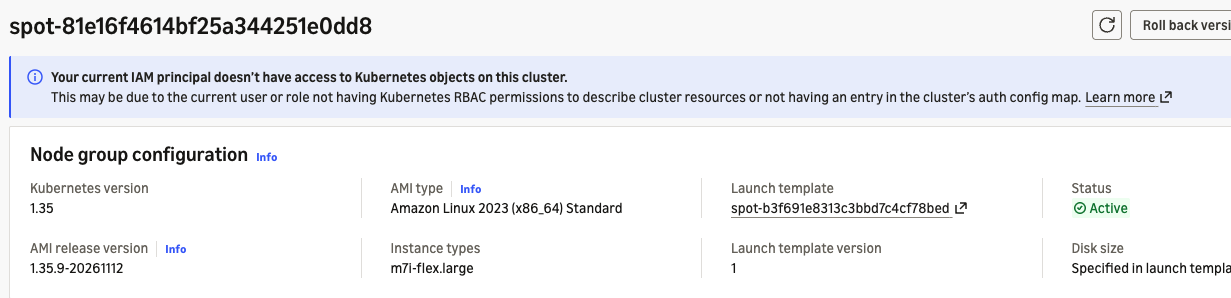 spot-81e16f4614bf25a344251e0dd8
Roll back versi
Your current IAM principal doesn't have access to Kubernetes objects on this cluster.
This may be due to the current user or role not having Kubernetes RBAC permissions to describe cluster resources or not having an entry in the cluster's auth config map. Learn more
Node group configuration Info
Kubernetes version
1.35
AMI type Info
Amazon Linux 2023 (x86_64) Standard
Launch template
spot-b3f691e8313c3bbd7c4cf78bed
Status
Active
AMI release version Info
1.35.9-20261112
Instance types
m7i-flex.large
Launch template version
1
Disk size
Specified in launch templa